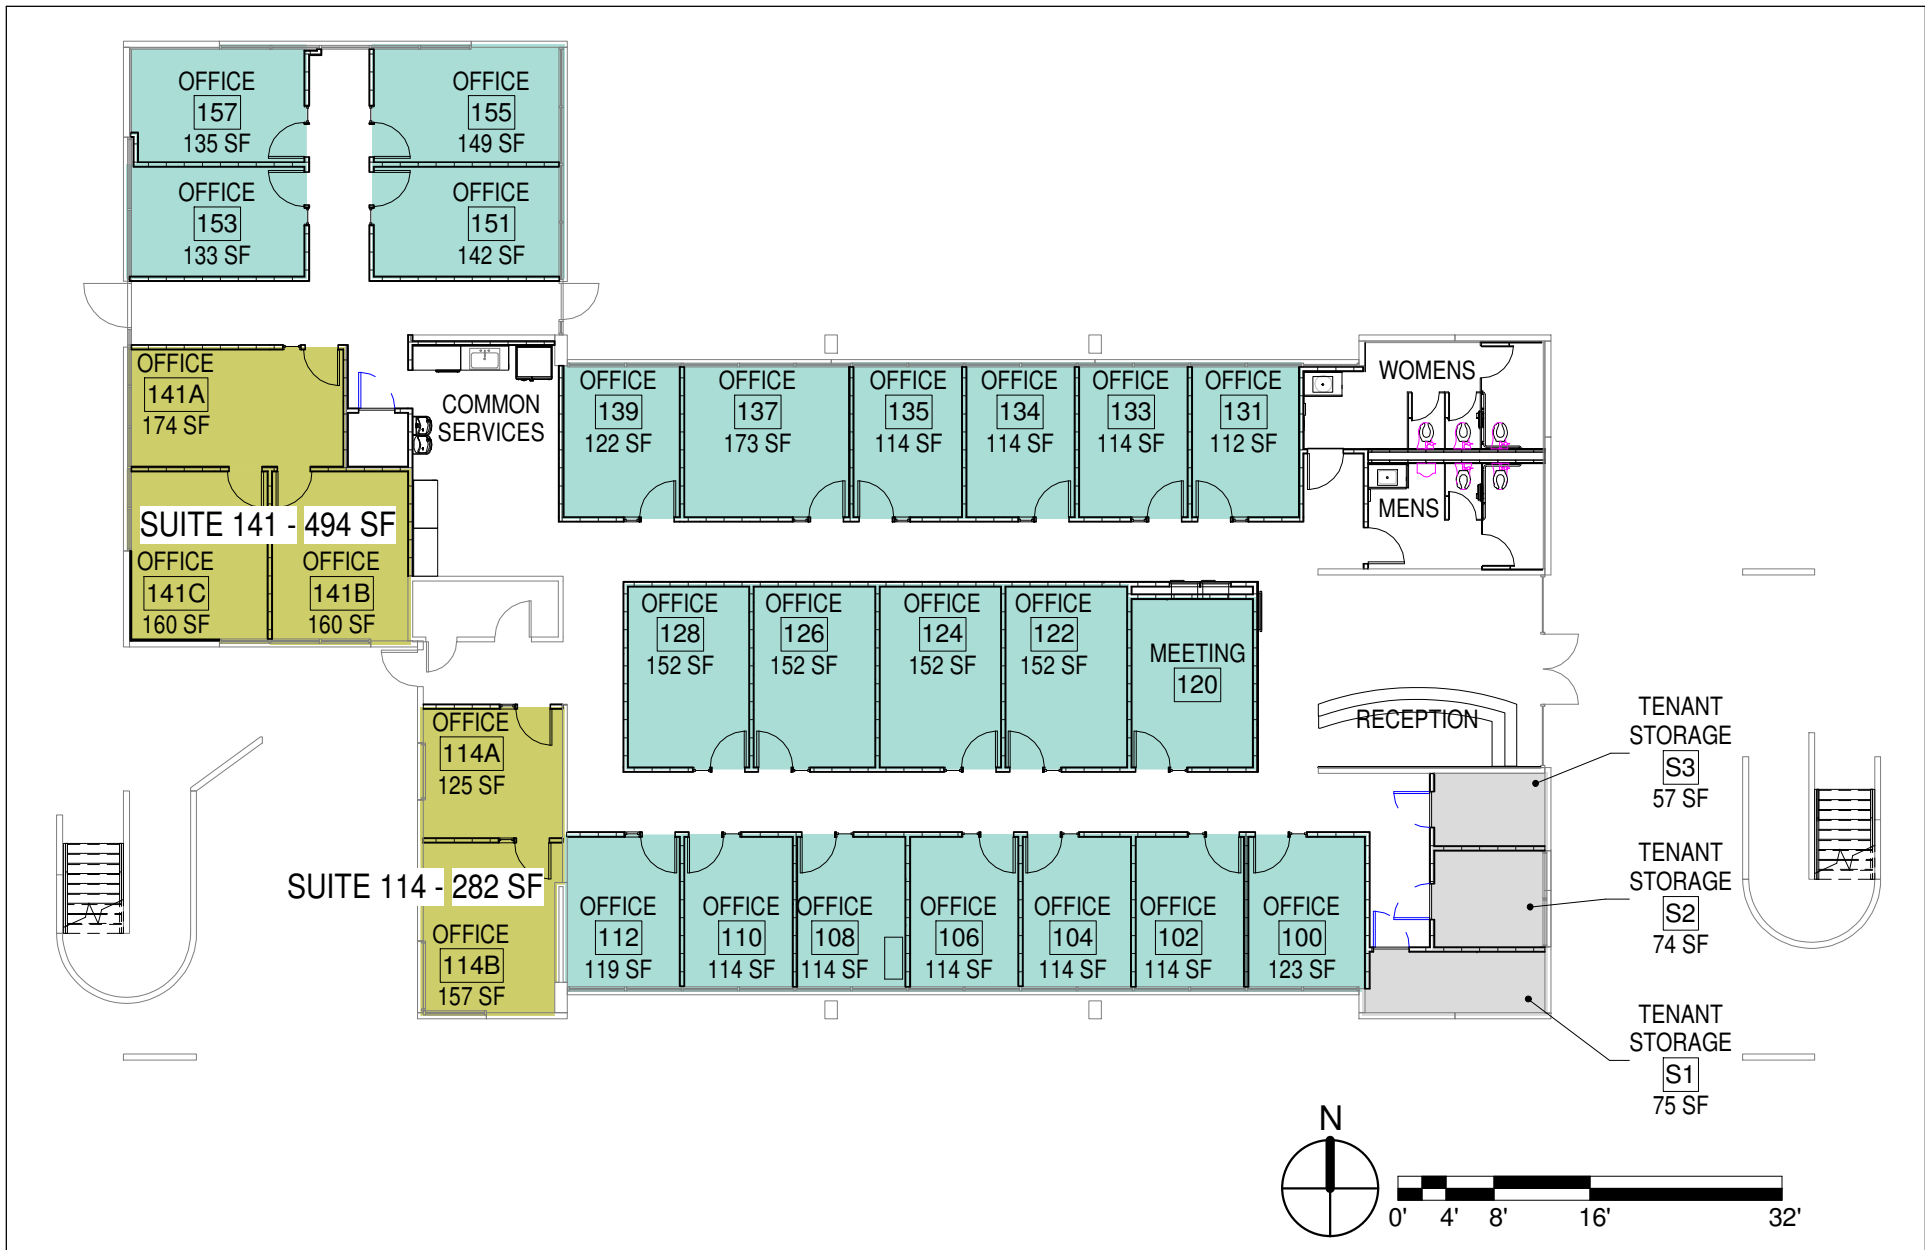 OFFICE
157
135 SF
OFFICE
155
149 SF
OFFICE
153
133 SF
OFFICE
151
142 SF
OFFICE
141A
174 SF
COMMON
SERVICES
SUITE 141 - 494 SF
OFFICE
141C
160 SF
OFFICE
141B
160 SF
OFFICE
139
122 SF
OFFICE
137
173 SF
OFFICE
135
114 SF
OFFICE
134
114 SF
OFFICE
133
114 SF
OFFICE
131
112 SF
WOMENS
MENS
OFFICE
128
152 SF
OFFICE
126
152 SF
OFFICE
124
152 SF
OFFICE
122
152 SF
MEETING
120
RECEPTION
OFFICE
114A
125 SF
SUITE 114 - 282 SF
OFFICE
114B
157 SF
OFFICE
112
119 SF
OFFICE
110
114 SF
OFFICE
108
114 SF
OFFICE
106
114 SF
OFFICE
104
114 SF
OFFICE
102
114 SF
OFFICE
100
123 SF
TENANT
STORAGE
S3
57 SF
TENANT
STORAGE
S2
74 SF
TENANT
STORAGE
S1
75 SF
N
0' 4' 8' 16' 32'